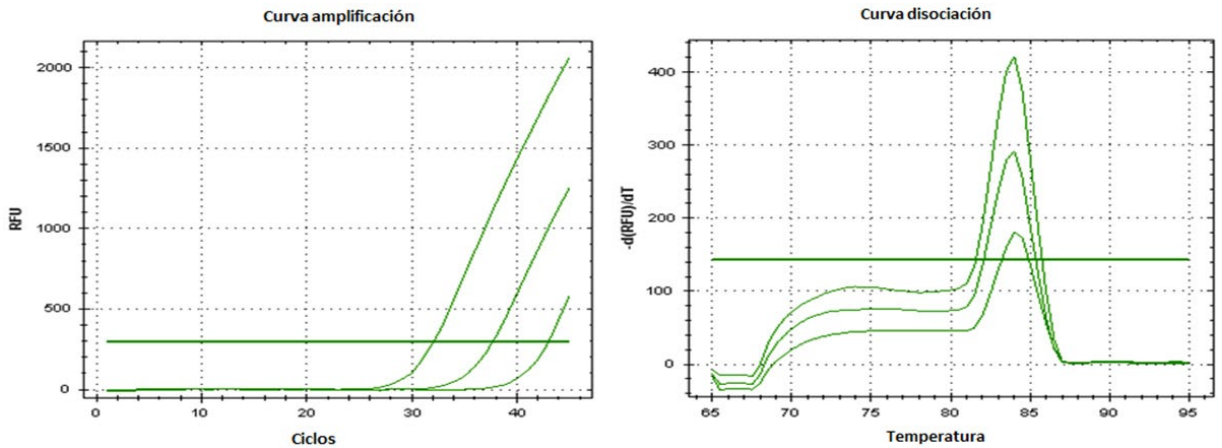 Curva amplificación
2000
1500
1000
500
0
RFU
0 10 20 30 40
Ciclos
Curva disociación
400
300
200
100
0
-d(RFU)/dT
65 70 75 80 85 90 95
Temperatura